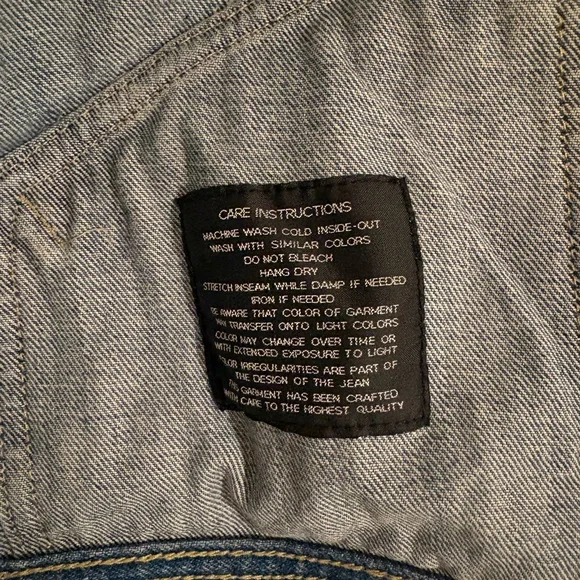 CARE INSTRUCTIONS
MACHINE WASH COLD INSIDE-OUT
WASH WITH SIMILAR COLORS
DO NOT BLEACH
HANG DRY
STRETCH INSEAM WHILE DAMP IF NEEDED
IRON IF NEEDED
BE AWARE THAT COLOR OF GARMENT
MAY TRANSFER ONTO LIGHT COLORS
COLOR MAY CHANGE OVER TIME OR
WITH EXTENDED EXPOSURE TO LIGHT
COLOR IRREGULARITIES ARE PART OF
THE DESIGN OF THE JEAN
THIS GARMENT HAS BEEN CRAFTED
WITH CARE TO THE HIGHEST QUALITY